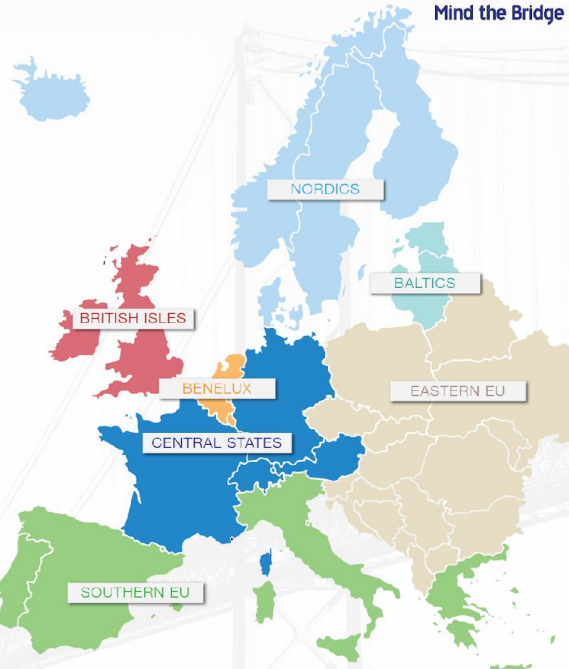 Mind the Bridge
NORDICS
BALTICS
BRITISH ISLES
BENELUX
EASTERN EU
CENTRAL STATES
SOUTHERN EU